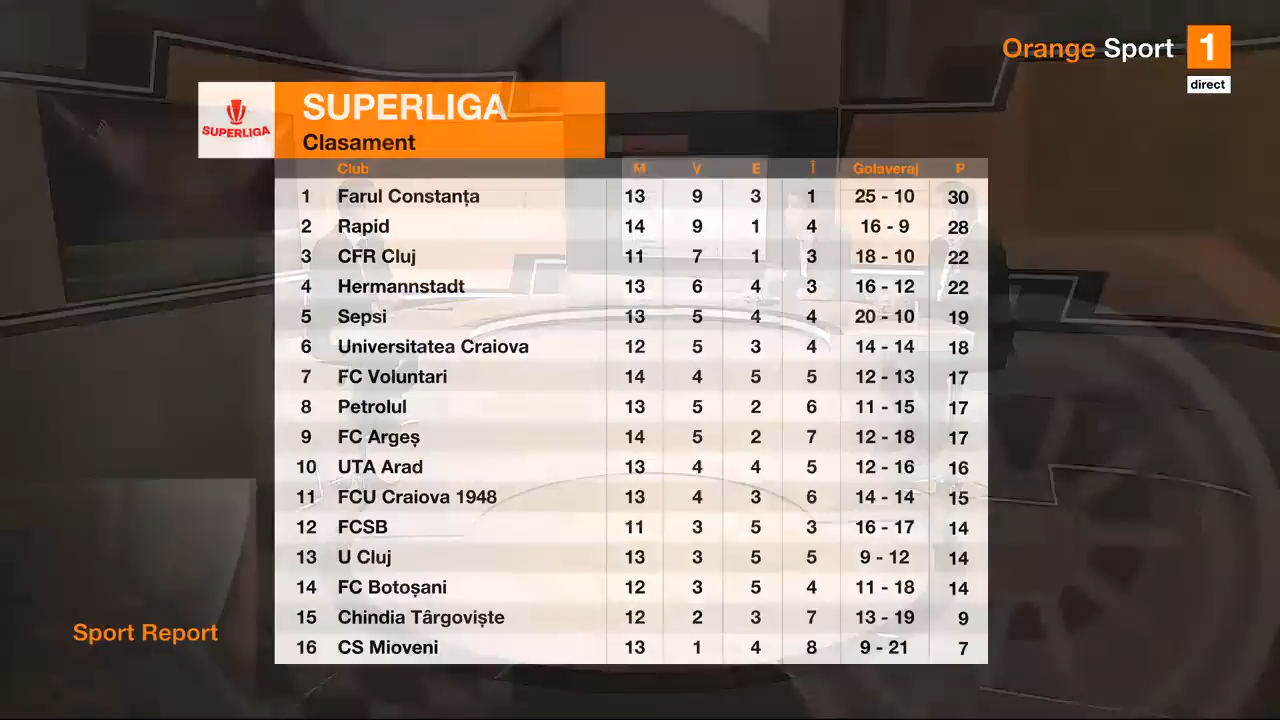 Orange Sport 1
direct
SUPERLIGA
SUPERLIGA
Clasament
Club M V E Î Golaveraj P
1 Farul Constanța 13 9 3 1 25 - 10 30
2 Rapid 14 9 1 4 16 - 9 28
3 CFR Cluj 11 7 1 3 18 - 10 22
4 Hermannstadt 13 6 4 3 16 - 12 22
5 Sepsi 13 5 4 4 20 - 10 19
6 Universitatea Craiova 12 5 3 4 14 - 14 18
7 FC Voluntari 14 4 5 5 12 - 13 17
8 Petrolul 13 5 2 6 11 - 15 17
9 FC Argeș 14 5 2 7 12 - 18 17
10 UTA Arad 13 4 4 5 12 - 16 16
11 FCU Craiova 1948 13 4 3 6 14 - 14 15
12 FCSB 11 3 5 3 16 - 17 14
13 U Cluj 13 3 5 5 9 - 12 14
14 FC Botoșani 12 3 5 4 11 - 18 14
15 Chindia Târgoviște 12 2 3 7 13 - 19 9
16 CS Mioveni 13 1 4 8 9 - 21 7
Sport Report